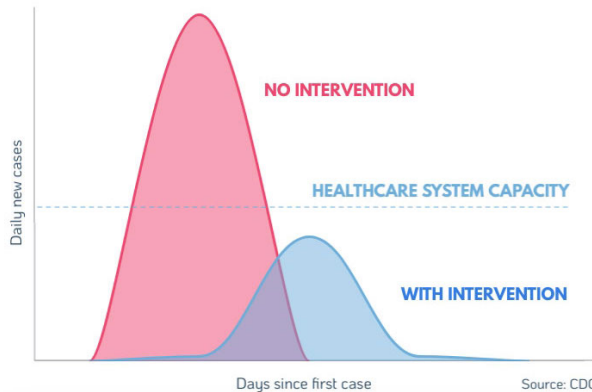 NO INTERVENTION
HEALTHCARE SYSTEM CAPACITY
Daily new cases
WITH INTERVENTION
Days since first case
Source: CDC